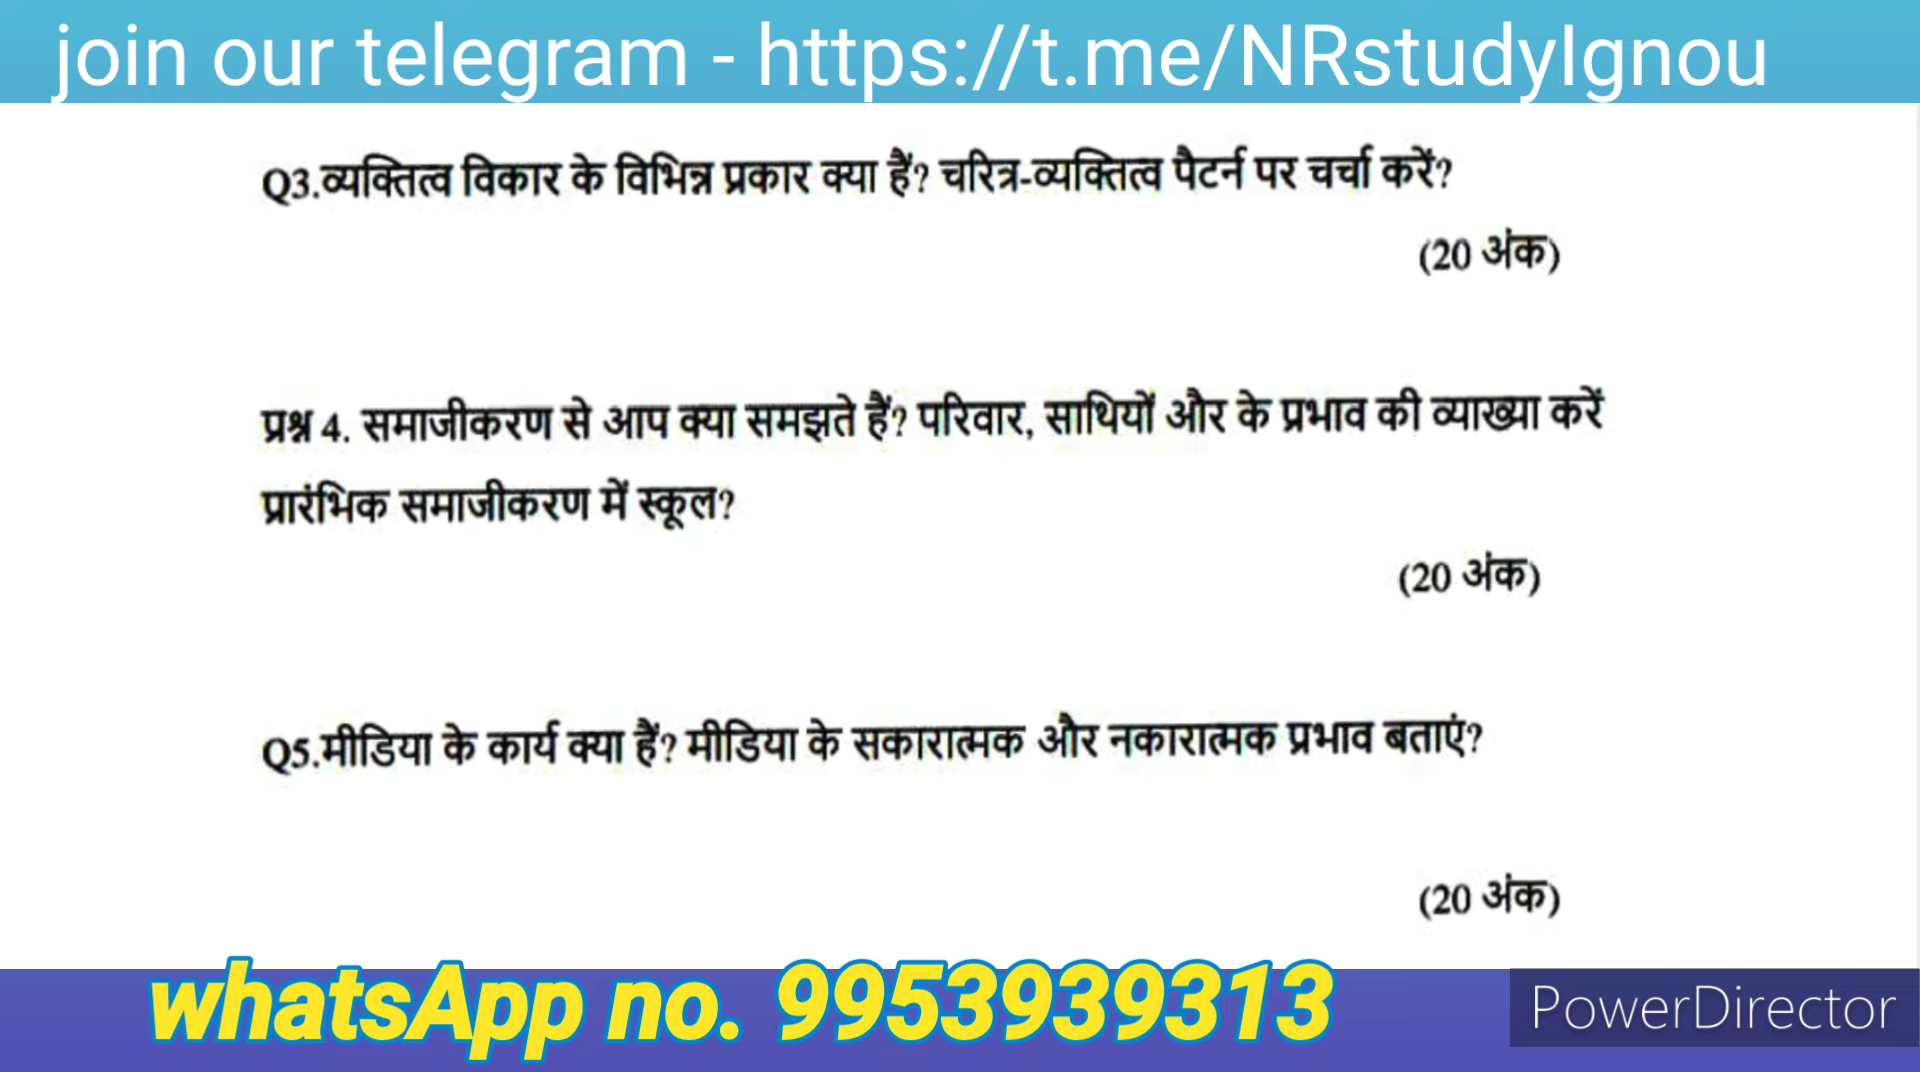 join our telegram - https://t.me/NRstudyIgnou
Q3.व्यक्तित्व विकार के विभिन्न प्रकार क्या हैं? चरित्र-व्यक्तित्व पैटर्न पर चर्चा करें?
(20 अंक)
प्रश्न 4. समाजीकरण से आप क्या समझते हैं? परिवार, साथियों और के प्रभाव की व्याख्या करें
प्रारंभिक समाजीकरण में स्कूल?
(20 अंक)
Q5.मीडिया के कार्य क्या हैं? मीडिया के सकारात्मक और नकारात्मक प्रभाव बताएं?
(20 अंक)
whatsApp no. 9953939313
PowerDirector